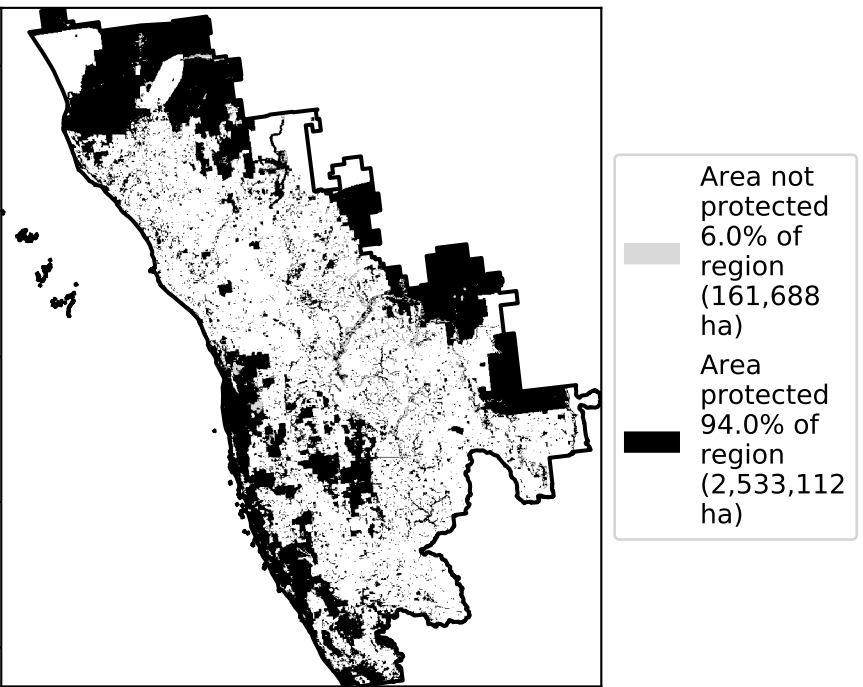 Area not
protected
6.0% of
region
(161,688
ha)
Area
protected
94.0% of
region
(2,533,112
ha)